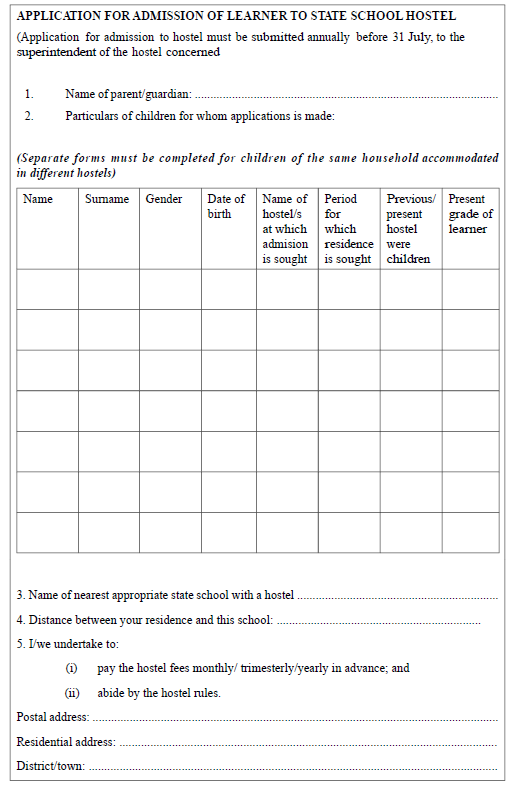 APPLICATION FOR ADMISSION OF LEARNER TO STATE SCHOOL HOSTEL
(Application for admission to hostel must be submitted annually before 31 July, to the
superintendent of the hostel concerned
1. Name of parent/guardian: ..........................................................................................
2. Particulars of children for whom applications is made:
(Separate forms must be completed for children of the same household accommodated
in different hostels)
Name
Surname
Gender
Date of
birth
Name of
hostel/s
at which
admision
is sought
Period
for
which
residence
is sought
Previous/
present
hostel
were
children
Present
grade of
learner
3. Name of nearest appropriate state school with a hostel ............................................................
4. Distance between your residence and this school: ............................................................
5. I/we undertake to:
(i) pay the hostel fees monthly/ trimesterly/yearly in advance; and
(ii) abide by the hostel rules.
Postal address: ..........................................................................................
Residential address: ..........................................................................................
District/town: ..........................................................................................